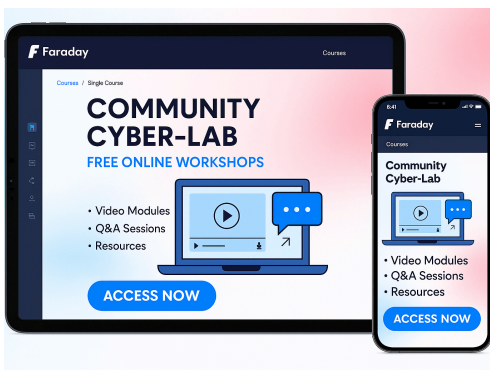 Faraday
Courses
Courses / Single Course
COMMUNITY
CYBER-LAB
FREE ONLINE WORKSHOPS
• Video Modules
• Q&A Sessions
• Resources
ACCESS NOW
6:41
Faraday
Courses
Community
Cyber-Lab
• Video Modules
• Q&A Sessions
• Resources
ACCESS NOW